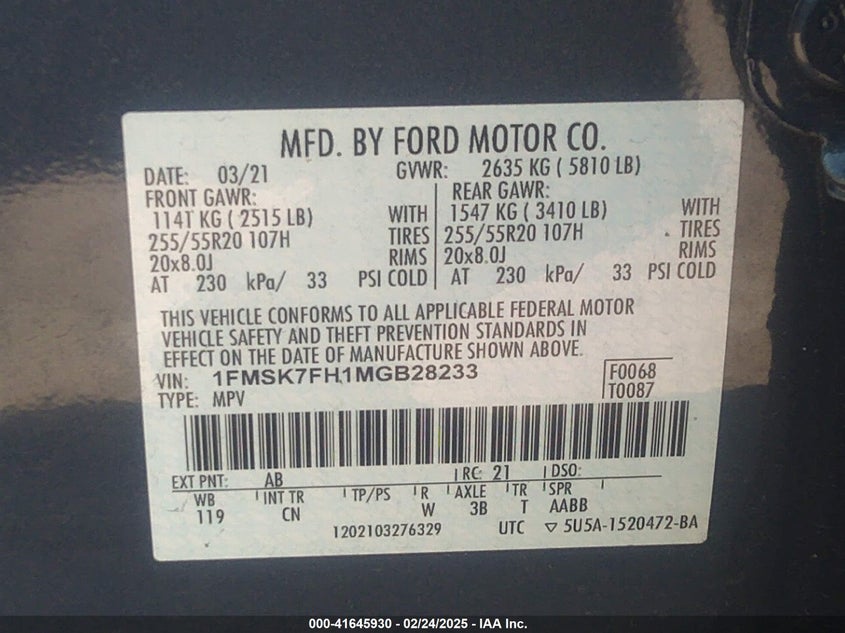 MFD. BY FORD MOTOR CO.
DATE: 03/21 GVWR: 2635 KG ( 5810 LB)
FRONT GAWR: REAR GAWR:
1141 KG ( 2515 LB) WITH 1547 KG ( 3410 LB) WITH
255/55R20 107H TIRES 255/55R20 107H TIRES
20x8.0J RIMS 20x8.0J RIMS
AT 230 kPa/ 33 PSI COLD AT 230 kPa/ 33 PSI COLD
THIS VEHICLE CONFORMS TO ALL APPLICABLE FEDERAL MOTOR
VEHICLE SAFETY AND THEFT PREVENTION STANDARDS IN
EFFECT ON THE DATE OF MANUFACTURE SHOWN ABOVE.
VIN: 1FMSK7FH1MGB28233 F0068
TYPE: MPV T0087
EXT PNT: AB RC: 21 DSO:
WB INT TR TP/PS R AXLE TR SPR
119 CN W 3B T AABB
1202103276329 UTC ▽ 5U5A-1520472-BA
000-41645930 - 02/24/2025 - IAA Inc.